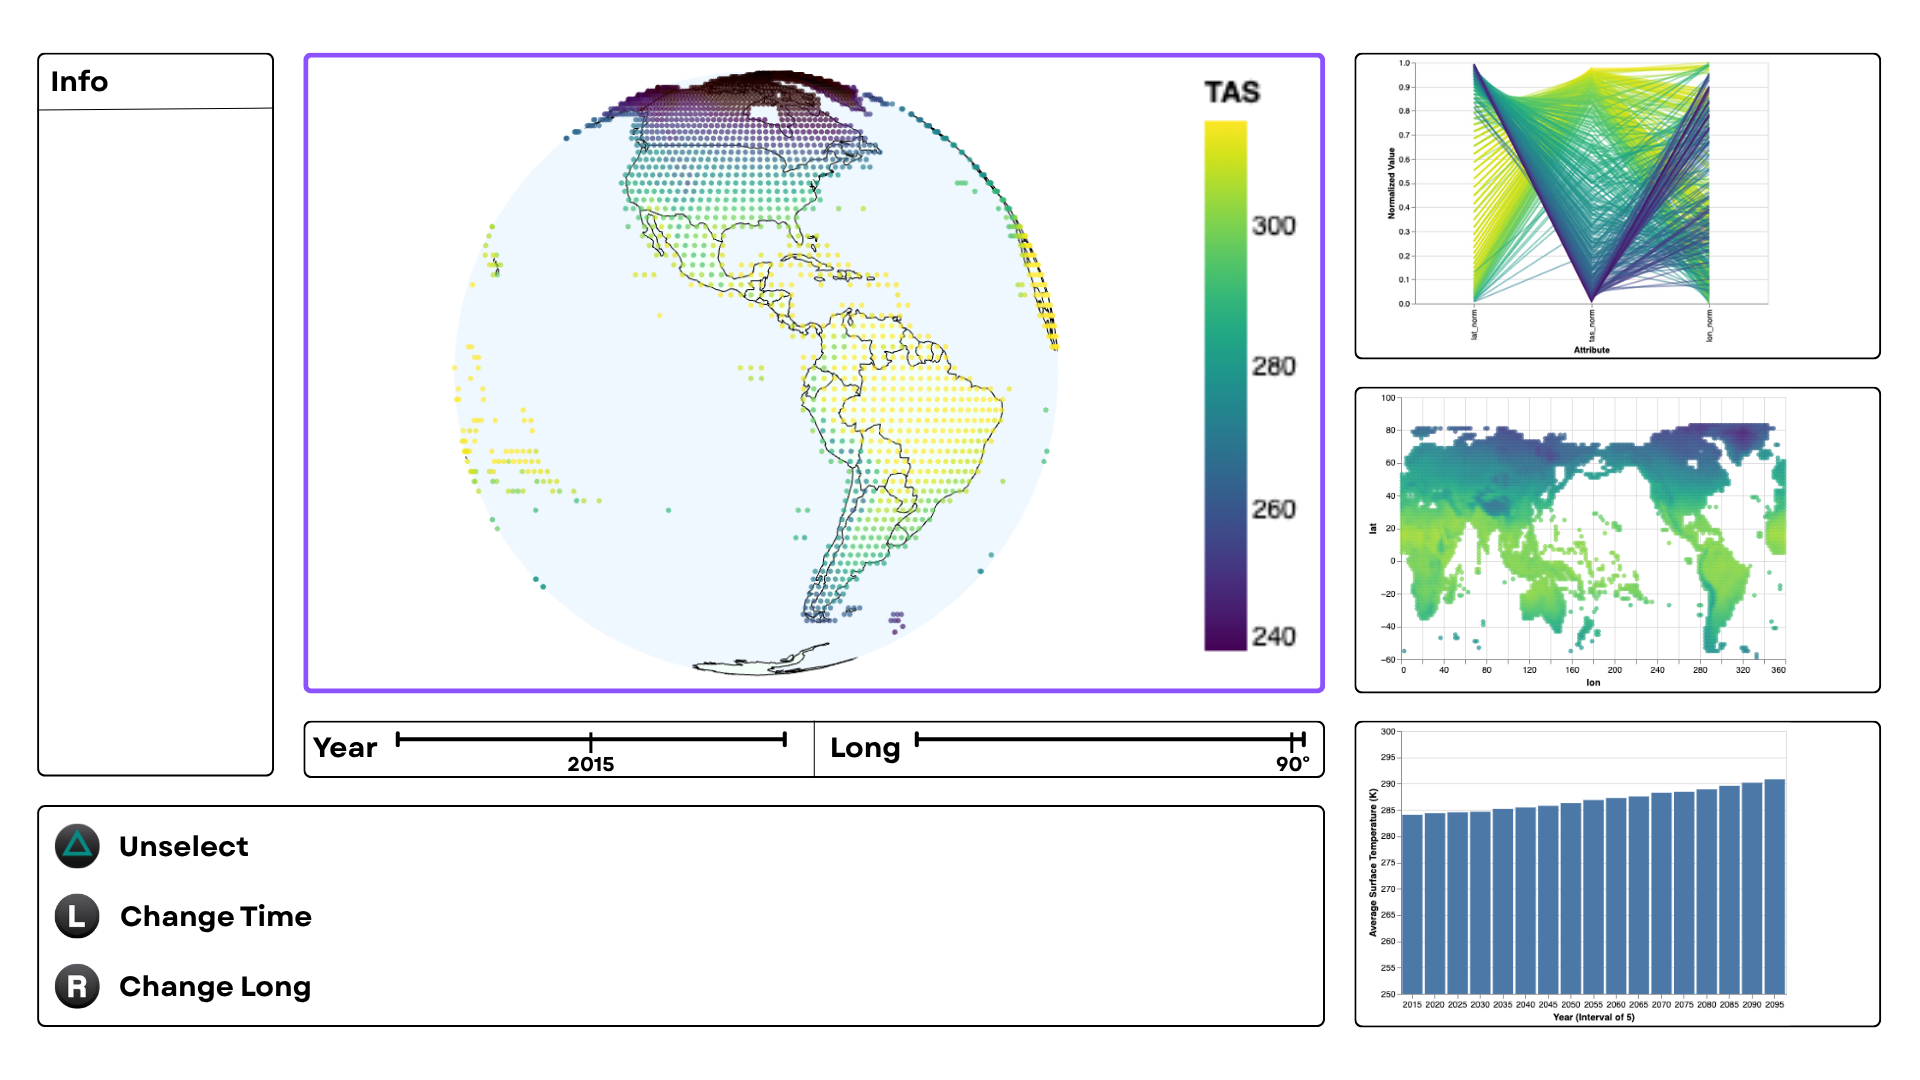 Info
TAS
300
280
260
240
Year
2015
Long
90°
Unselect
L
Change Time
R
Change Long
1.0
0.9
0.8
0.7
0.6
0.5
0.4
0.3
0.2
0.1
0.0
Normalized Value
lat_norm
tas_norm
lon_norm
Attribute
100
80
60
40
20
0
−20
−40
−60
lat
0 40 80 120 160 200 240 280 320 360
lon
300
295
290
285
280
275
270
265
260
255
250
Average Surface Temperature (K)
2015 2020 2025 2030 2035 2040 2045 2050 2055 2060 2065 2070 2075 2080 2085 2090 2095
Year (Interval of 5)